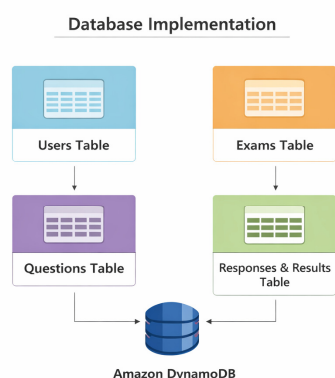 Database Implementation
Users Table
Exams Table
Questions Table
Responses & Results
Table
Amazon DynamoDB